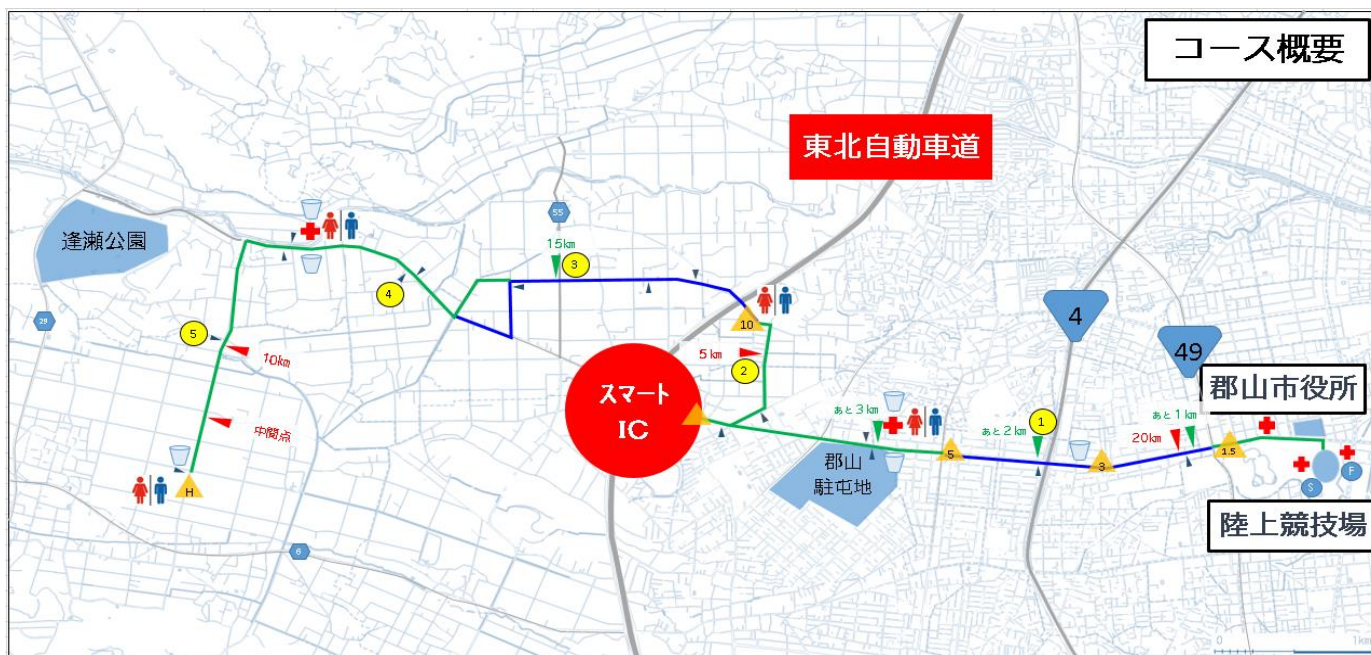 コース概要
東北自動車道
逢瀬公園
55
15km
3
4
10
4
29
5
10km
5km
2
49
スマート
IC
郡山市役所
中間点
あと3km
1
あと2km
あと1km
20km
5
3
1.5
郡山
駐屯地
H
S
F
陸上競技場
6
0
1km